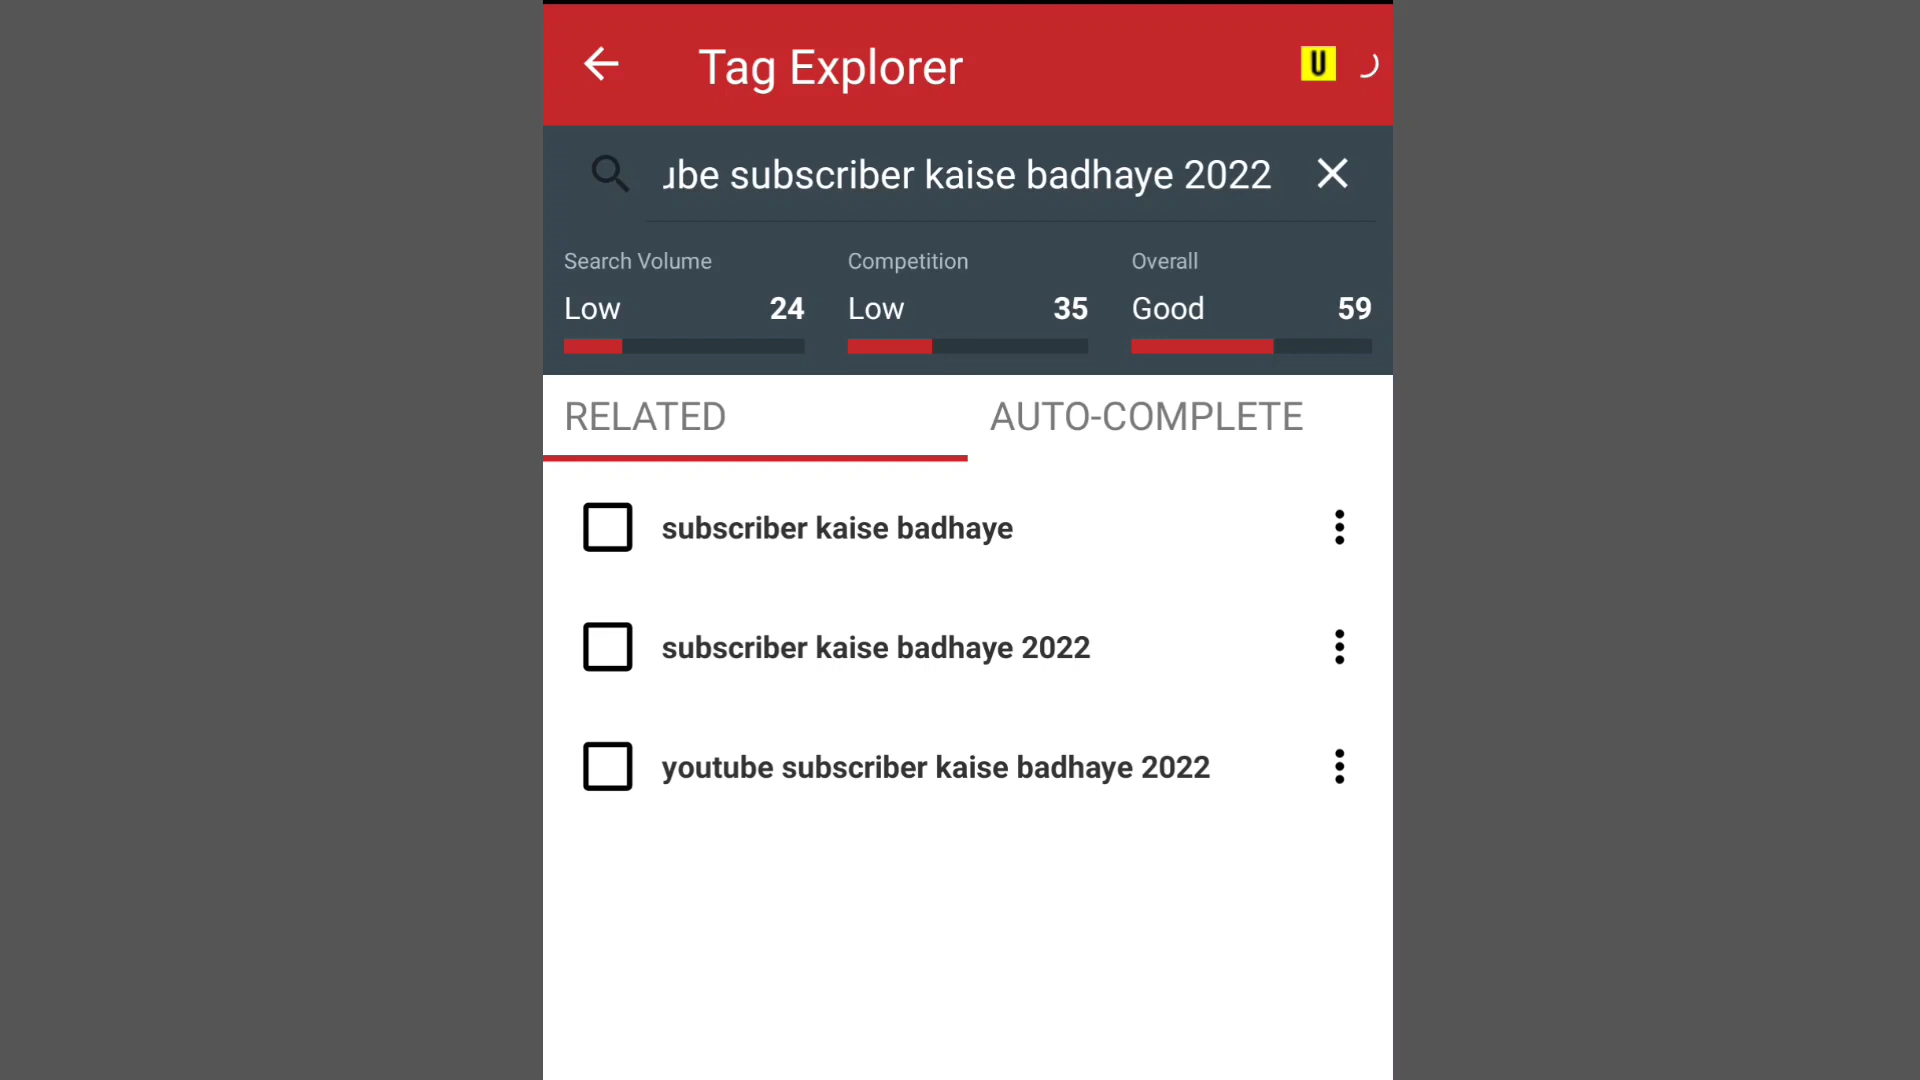 Tag Explorer
U
ube subscriber kaise badhaye 2022
Search Volume Competition Overall
Low 24 Low 35 Good 59
RELATED AUTO-COMPLETE
subscriber kaise badhaye
subscriber kaise badhaye 2022
youtube subscriber kaise badhaye 2022